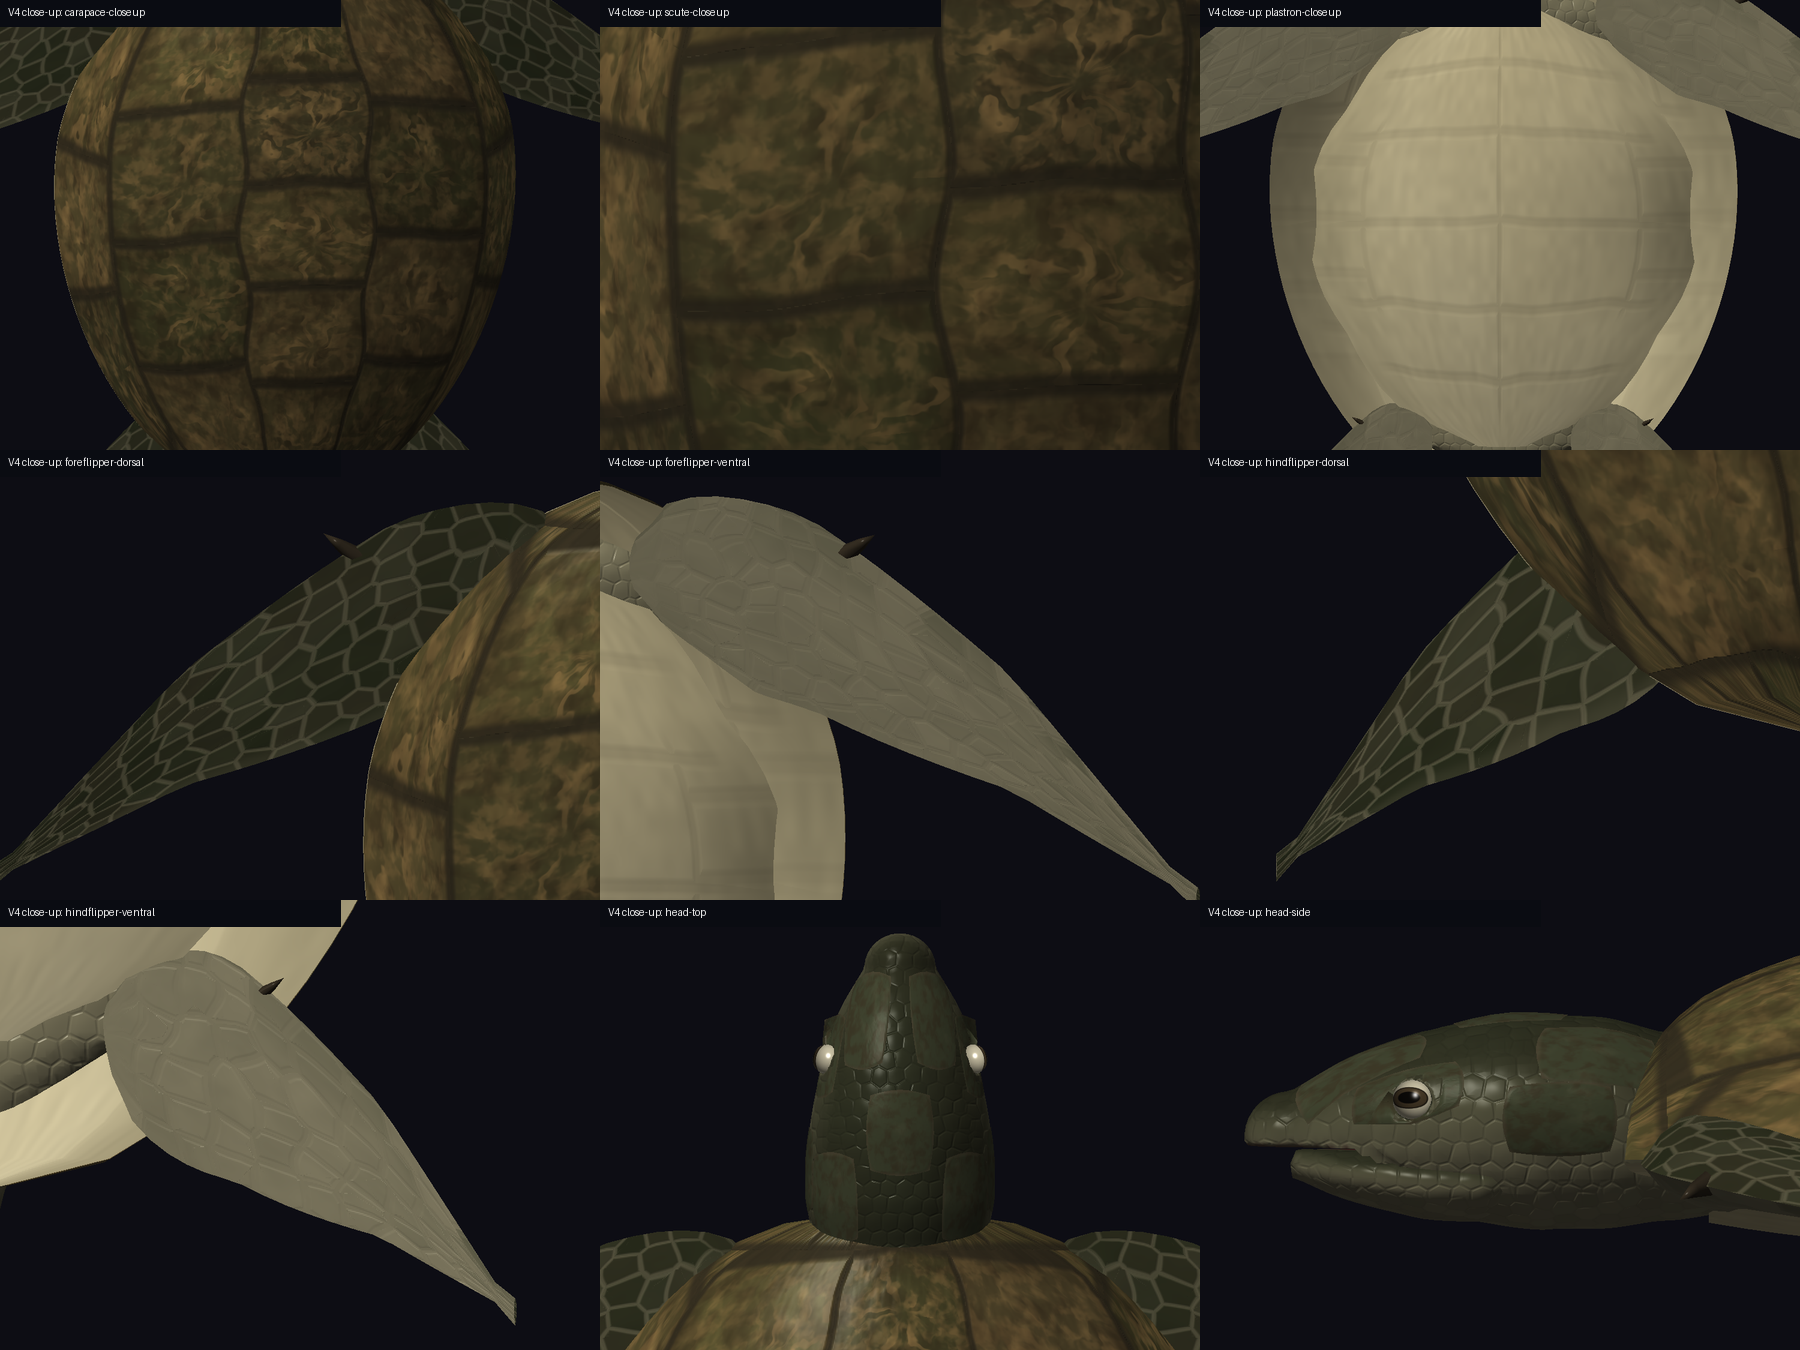 V4 close-up: carapace-closeup
V4 close-up: scute-closeup
V4 close-up: plastron-closeup
V4 close-up: foreflipper-dorsal
V4 close-up: foreflipper-ventral
V4 close-up: hindflipper-dorsal
V4 close-up: hindflipper-ventral
V4 close-up: head-top
V4 close-up: head-side